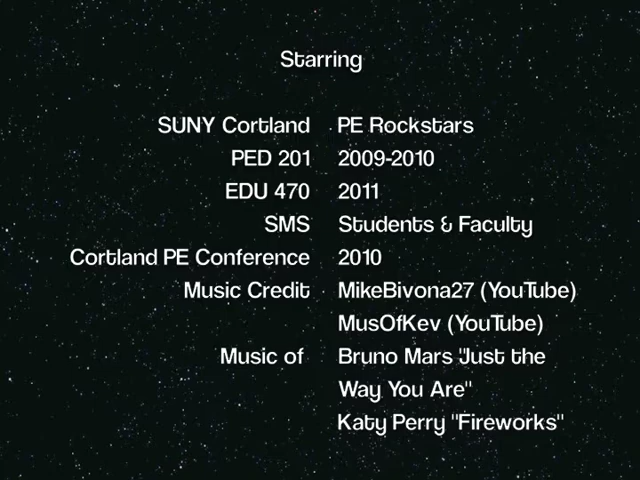 Starring
SUNY Cortland PE Rockstars
PED 201 2009-2010
EDU 470 2011
SMS Students & Faculty
Cortland PE Conference 2010
Music Credit MikeBivona27 (YouTube)
MusOfKev (YouTube)
Music of Bruno Mars "Just the
Way You Are"
Katy Perry "Fireworks"